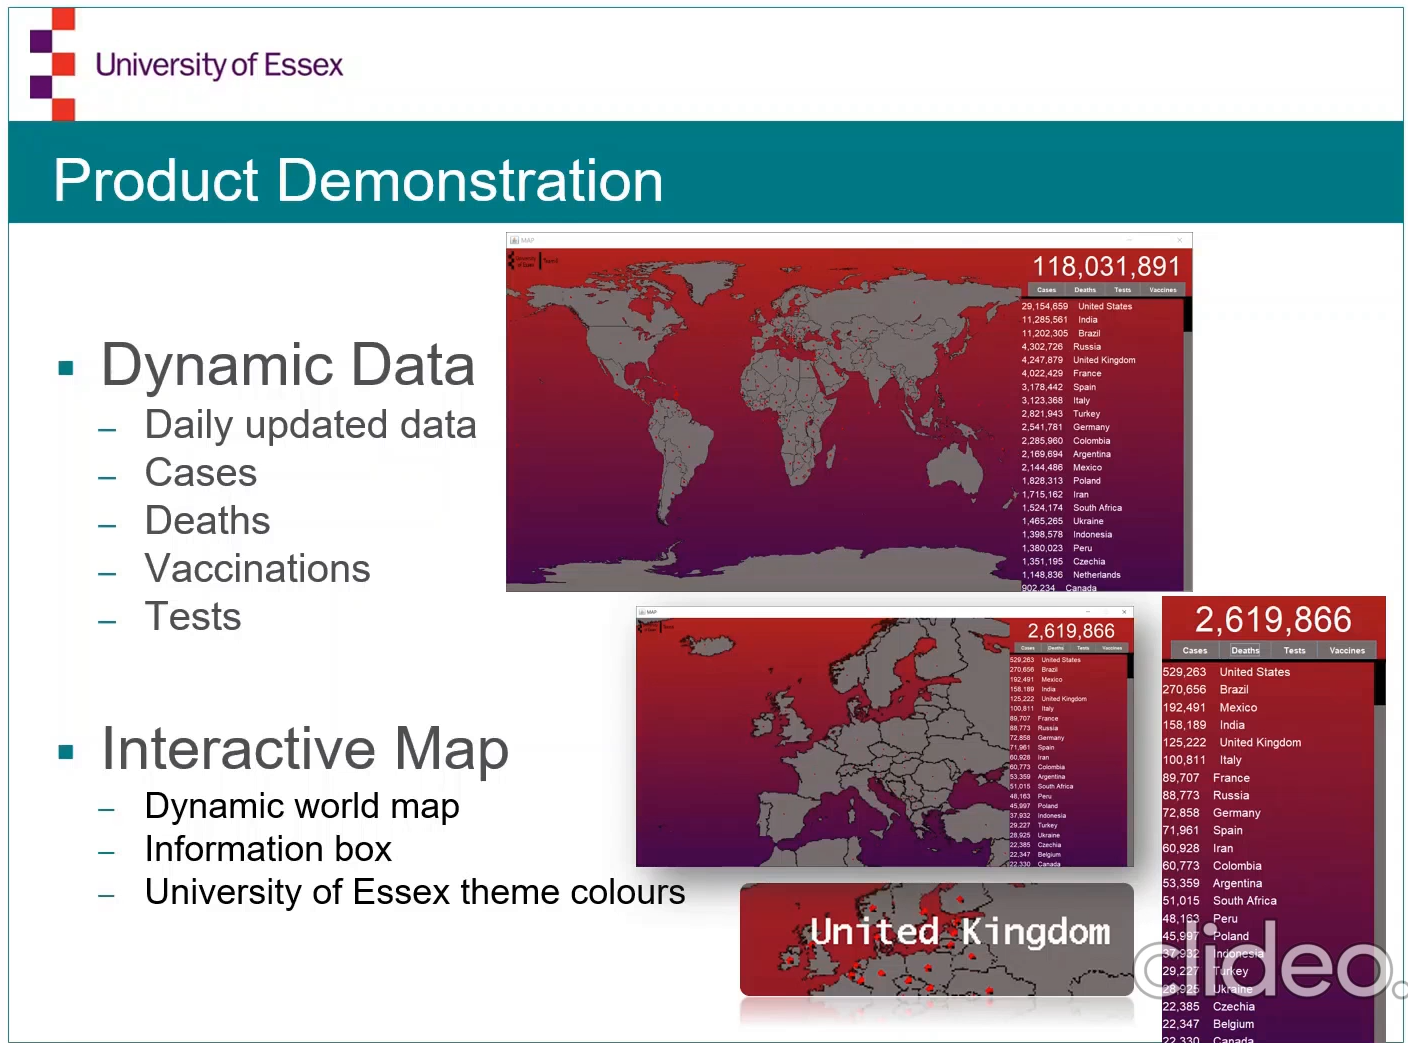 University of Essex
Product Demonstration
Dynamic Data
Daily updated data
Cases
Deaths
Vaccinations
Tests
Interactive Map
Dynamic world map
Information box
University of Essex theme colours
MAP
118,031,891
Cases Deaths Tests Vaccines
29,154,659 United States
11,285,561 India
11,202,305 Brazil
4,302,726 Russia
4,247,879 United Kingdom
4,022,429 France
3,178,442 Spain
3,123,368 Italy
2,821,943 Turkey
2,541,781 Germany
2,285,960 Colombia
2,169,694 Argentina
2,144,486 Mexico
1,828,313 Poland
1,715,162 Iran
1,524,174 South Africa
1,465,265 Ukraine
1,398,578 Indonesia
1,380,023 Peru
1,351,195 Czechia
1,148,836 Netherlands
902,234 Canada
MAP
2,619,866
Cases Deaths Tests Vaccines
529,263 United States
270,656 Brazil
192,491 Mexico
158,189 India
125,222 United Kingdom
100,811 Italy
89,707 France
88,773 Russia
72,858 Germany
71,961 Spain
60,928 Iran
60,773 Colombia
53,359 Argentina
51,015 South Africa
48,163 Peru
45,997 Poland
37,932 Indonesia
29,227 Turkey
28,925 Ukraine
22,385 Czechia
22,347 Belgium
22,330 Canada
United Kingdom
2,619,866
Cases Deaths Tests Vaccines
529,263 United States
270,656 Brazil
192,491 Mexico
158,189 India
125,222 United Kingdom
100,811 Italy
89,707 France
88,773 Russia
72,858 Germany
71,961 Spain
60,928 Iran
60,773 Colombia
53,359 Argentina
51,015 South Africa
48,163 Peru
45,997 Poland
37,932 Indonesia
29,227 Turkey
28,925 Ukraine
22,385 Czechia
22,347 Belgium
22,330 Canada
clideo.